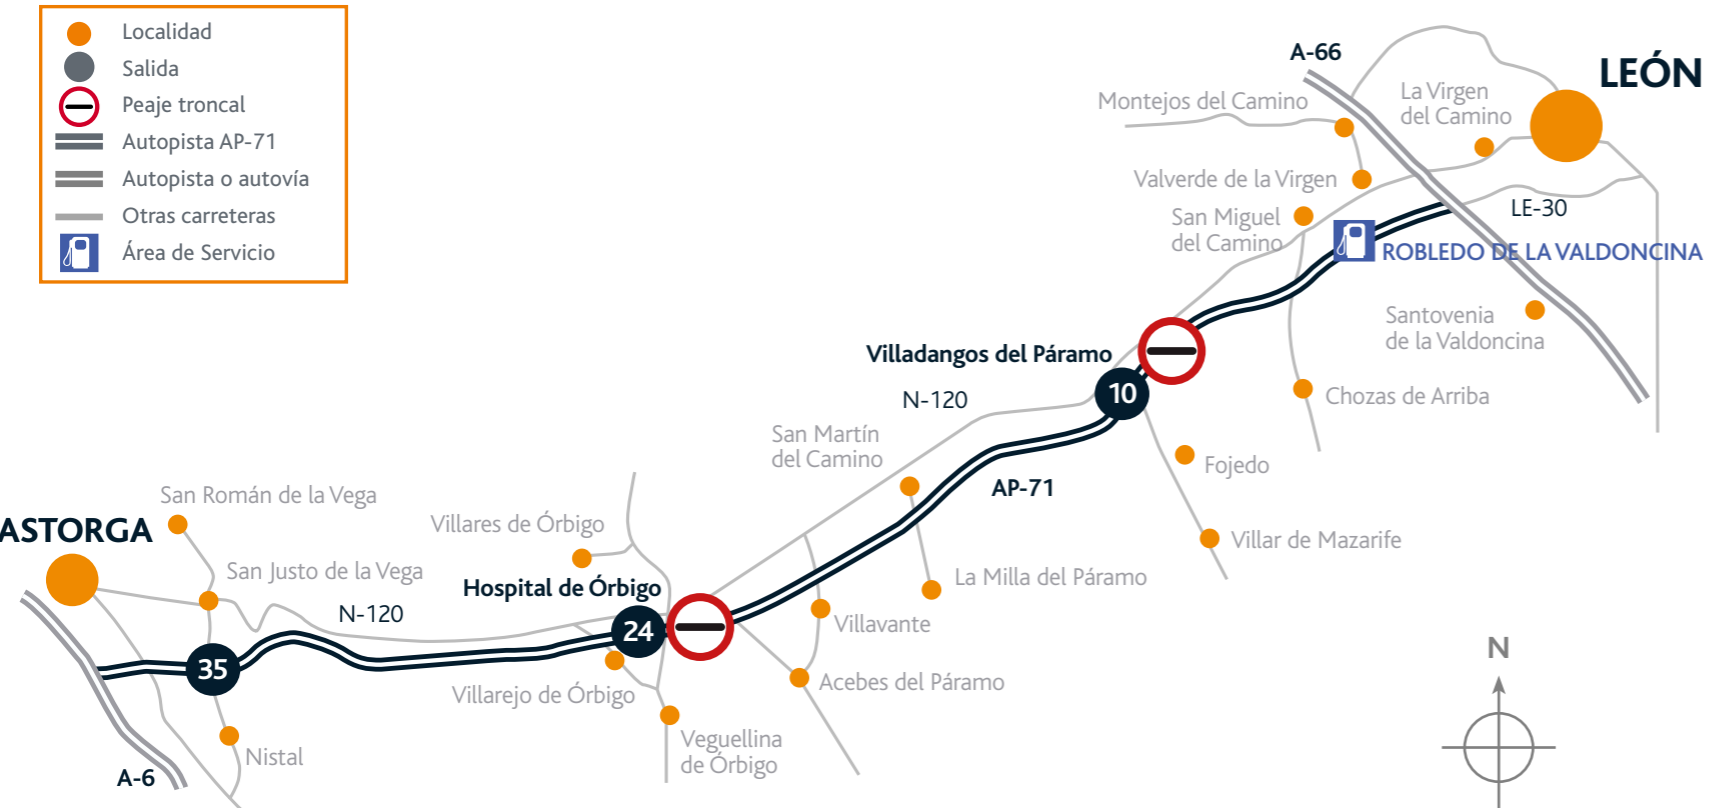 Localidad
Salida
Peaje troncal
Autopista AP-71
Autopista o autovía
Otras carreteras
Área de Servicio
A-66
LEÓN
La Virgen
del Camino
Montejos del Camino
Valverde de la Virgen
San Miguel
del Camino
LE-30
ROBLEDO DE LA VALDONCINA
Santovenia
de la Valdoncina
Villadangos del Páramo
10
N-120
Chozas de Arriba
San Martín
del Camino
Fojedo
AP-71
San Román de la Vega
ASTORGA
Villares de Órbigo
Villar de Mazarife
San Justo de la Vega
La Milla del Páramo
Hospital de Órbigo
N-120
24
Villavante
35
Villarejo de Órbigo
Acebes del Páramo
Veguellina
de Órbigo
Nistal
A-6
N